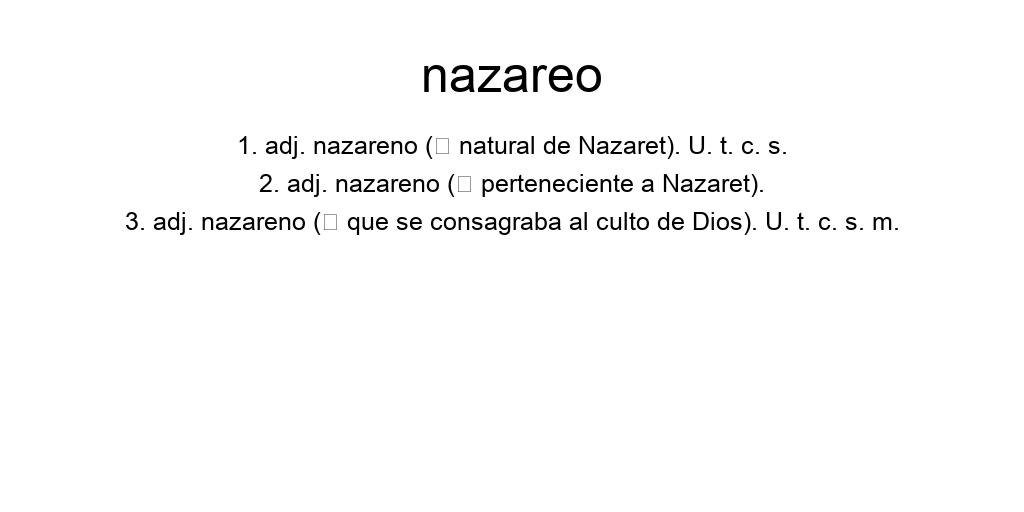 nazareo
1. adj. nazareno (□ natural de Nazaret). U. t. c. s.
2. adj. nazareno (□ perteneciente a Nazaret).
3. adj. nazareno (□ que se consagraba al culto de Dios). U. t. c. s. m.